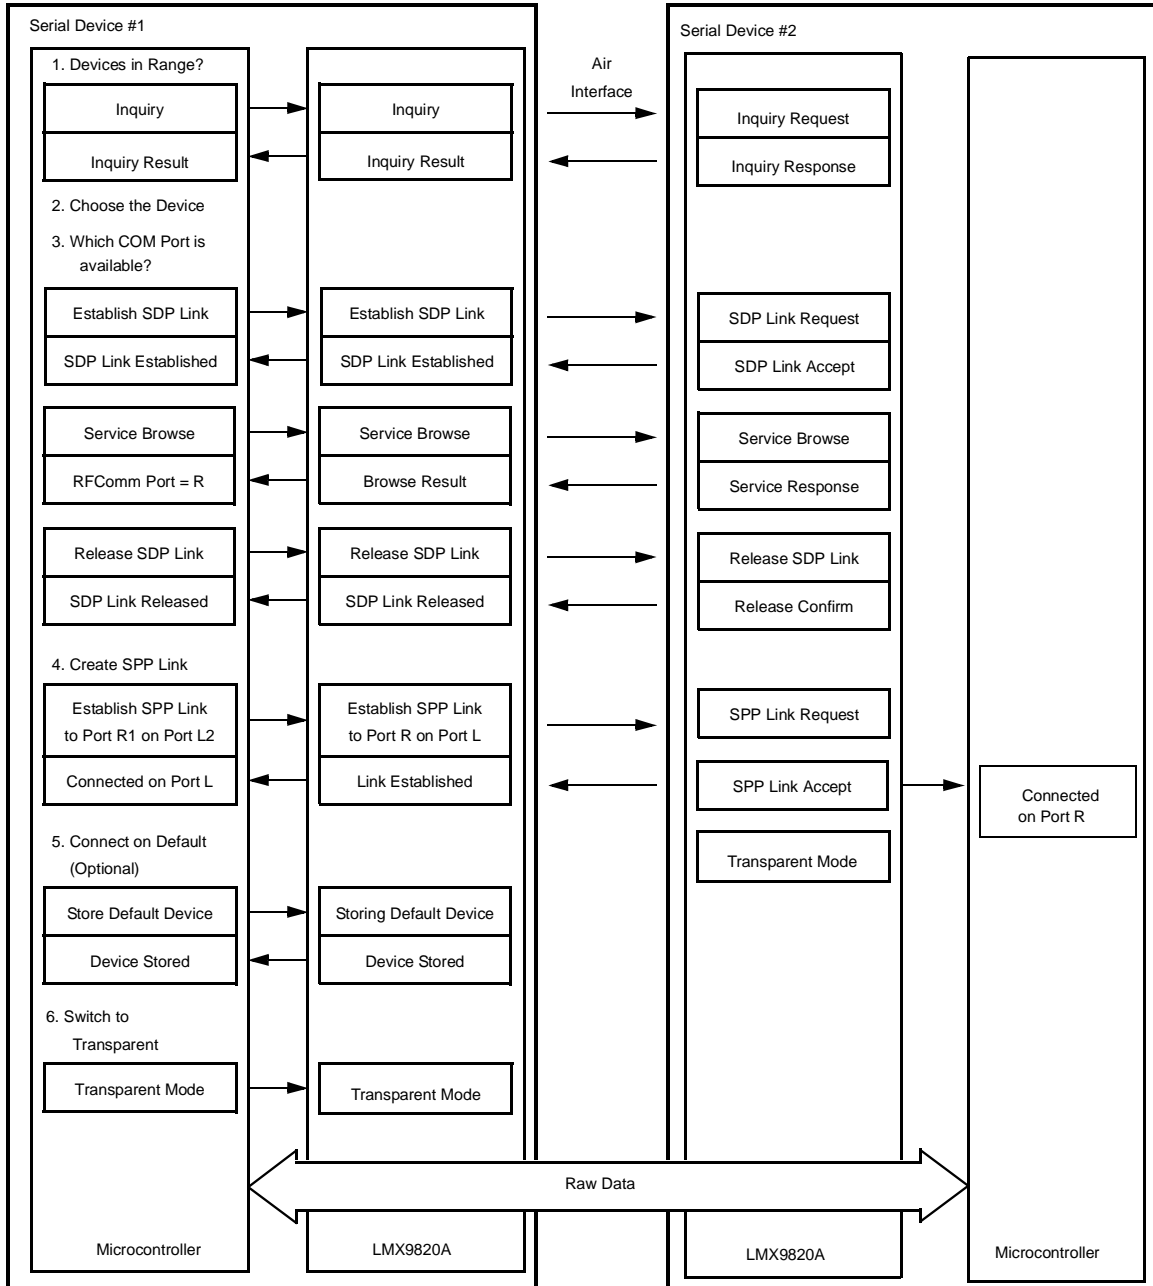 Serial Device #1
Serial Device #2
1. Devices in Range?
Air
Interface
Inquiry
Inquiry
Inquiry Request
Inquiry Result
Inquiry Result
Inquiry Response
2. Choose the Device
3. Which COM Port is
available?
Establish SDP Link
Establish SDP Link
SDP Link Request
SDP Link Established
SDP Link Established
SDP Link Accept
Service Browse
Service Browse
Service Browse
RFComm Port = R
Browse Result
Service Response
Release SDP Link
Release SDP Link
Release SDP Link
SDP Link Released
SDP Link Released
Release Confirm
4. Create SPP Link
Establish SPP Link
to Port R1 on Port L2
Establish SPP Link
to Port R on Port L
SPP Link Request
Connected on Port L
Link Established
SPP Link Accept
Connected
on Port R
5. Connect on Default
(Optional)
Transparent Mode
Store Default Device
Storing Default Device
Device Stored
Device Stored
6. Switch to
Transparent
Transparent Mode
Transparent Mode
Raw Data
Microcontroller
LMX9820A
LMX9820A
Microcontroller